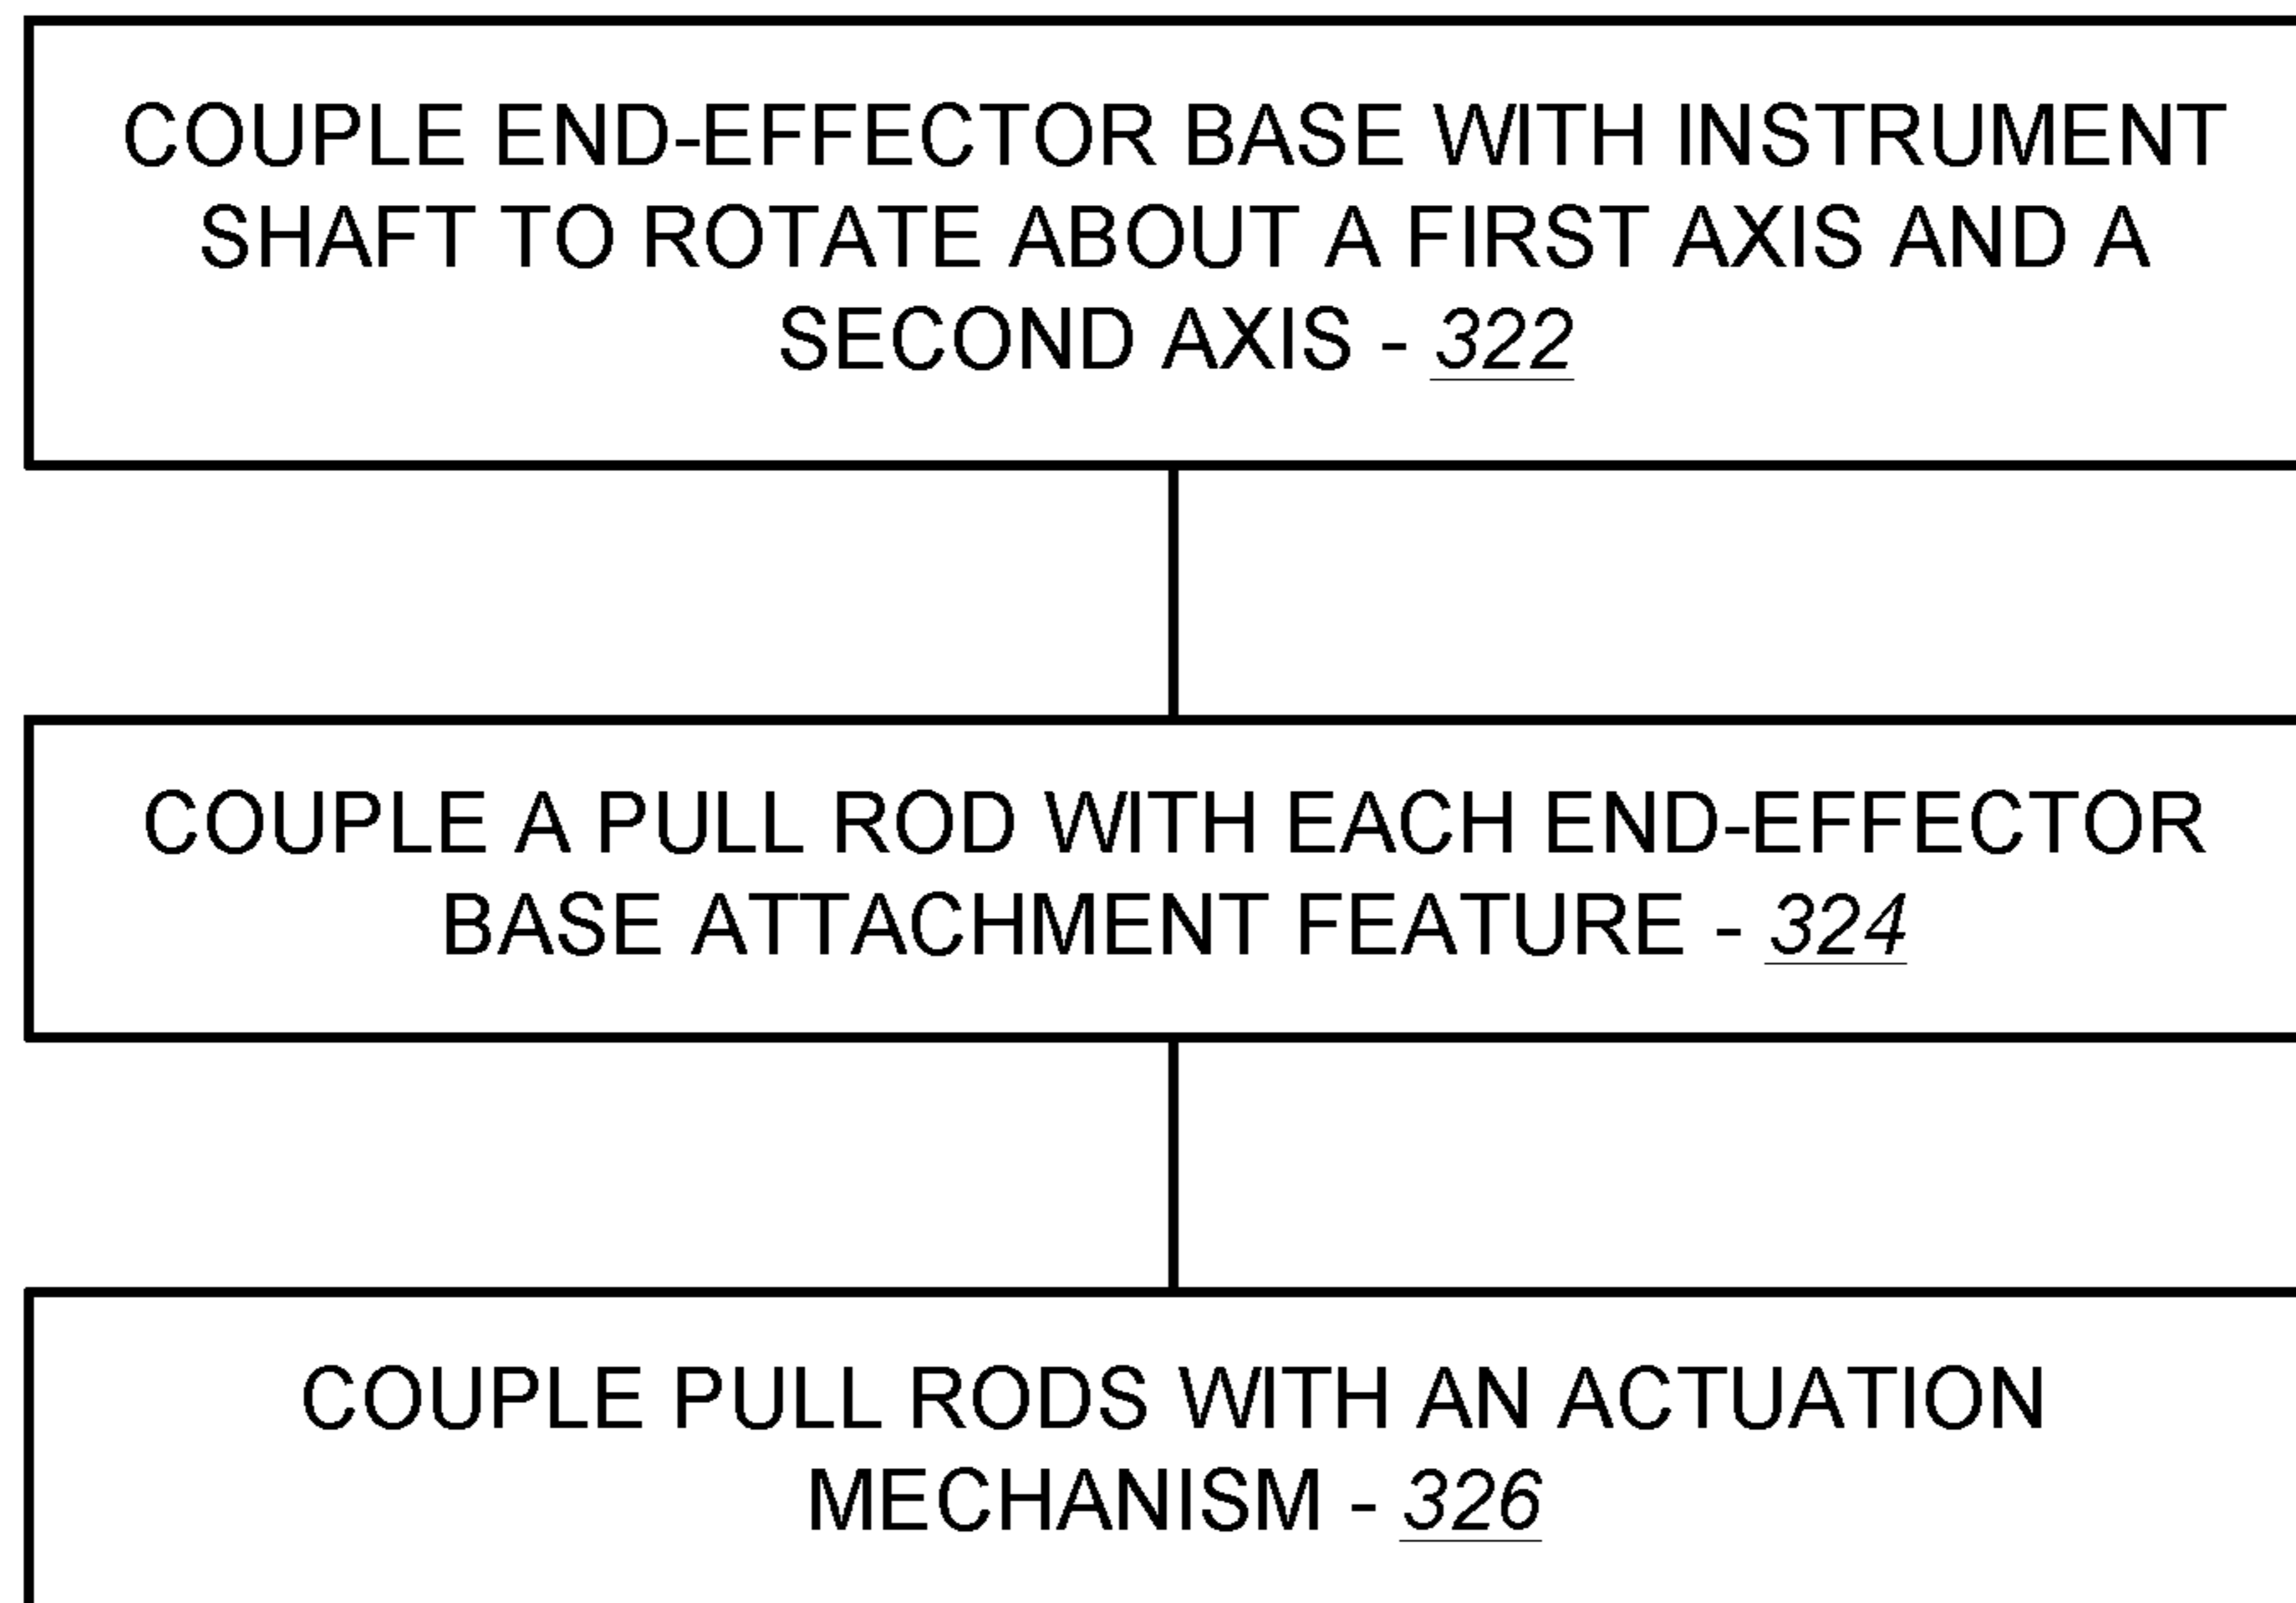 COUPLE END-EFFECTOR BASE WITH INSTRUMENT
SHAFT TO ROTATE ABOUT A FIRST AXIS AND A
SECOND AXIS - 322
COUPLE A PULL ROD WITH EACH END-EFFECTOR
BASE ATTACHMENT FEATURE - 324
COUPLE PULL RODS WITH AN ACTUATION
MECHANISM - 326